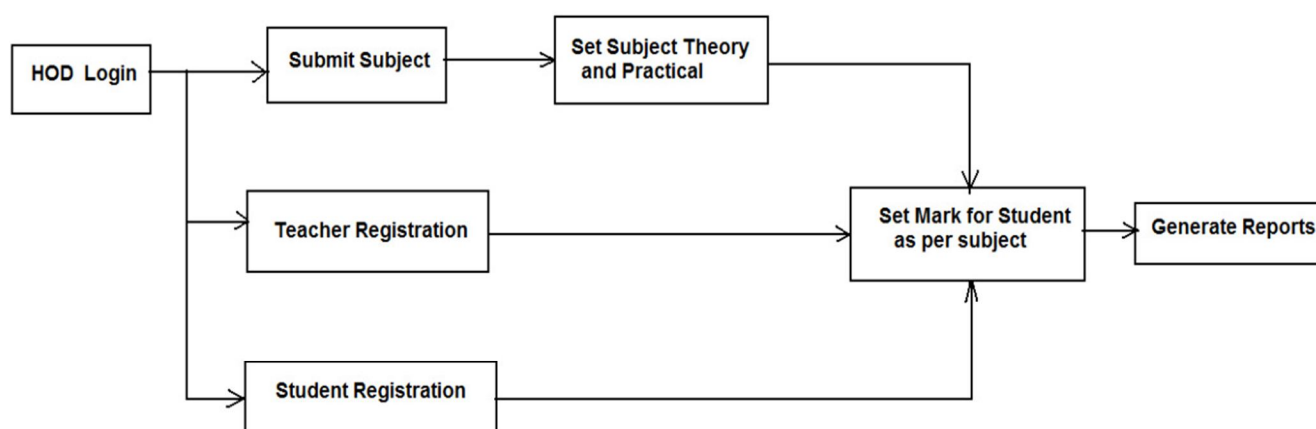 HOD Login
Submit Subject
Set Subject Theory
and Practical
Teacher Registration
Set Mark for Student
as per subject
Generate Reports
Student Registration